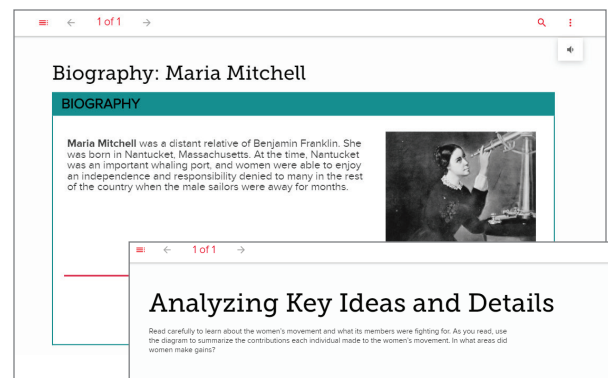 1 of 1
Biography: Maria Mitchell
BIOGRAPHY
Maria Mitchell was a distant relative of Benjamin Franklin. She
was born in Nantucket, Massachusetts. At the time, Nantucket
was an important whaling port, and women were able to enjoy
an independence and responsibility denied to many in the rest
of the country when the male sailors were away for months.
1 of 1
Analyzing Key Ideas and Details
Read carefully to learn about the women's movement and what its members were fighting for. As you read, use
the diagram to summarize the contributions each individual made to the women's movement. In what areas did
women make gains?